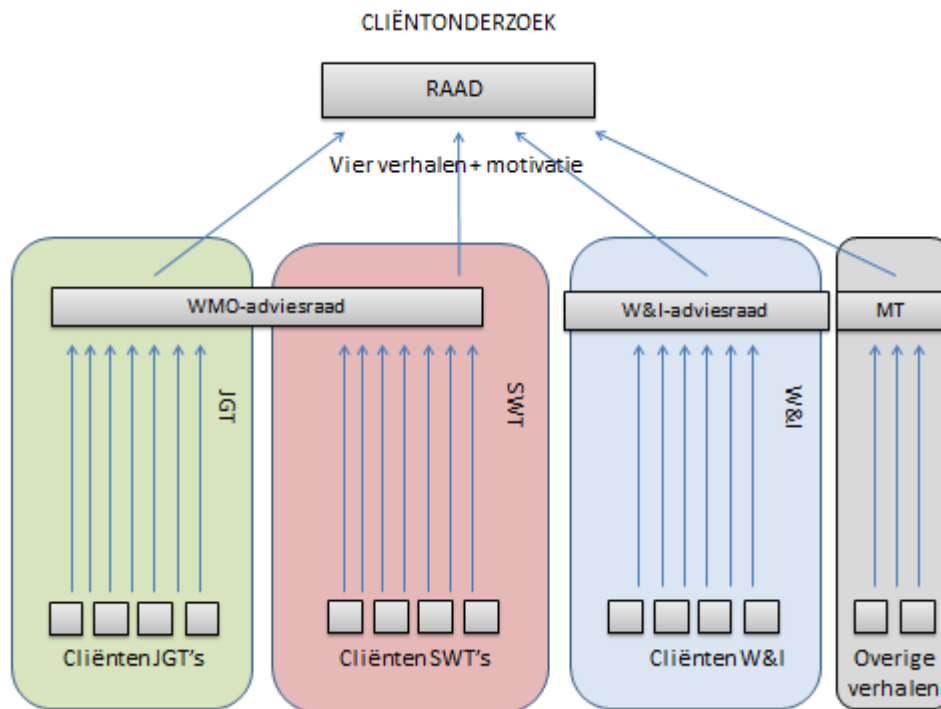 CLIËNTONDERZOEK
RAAD
Vier verhalen + motivatie
WMO-adviesraad
W&I-adviesraad
MT
JGT
SWT
W&I
Cliënten JGT's
Cliënten SWT's
Cliënten W&I
Overige
verhalen